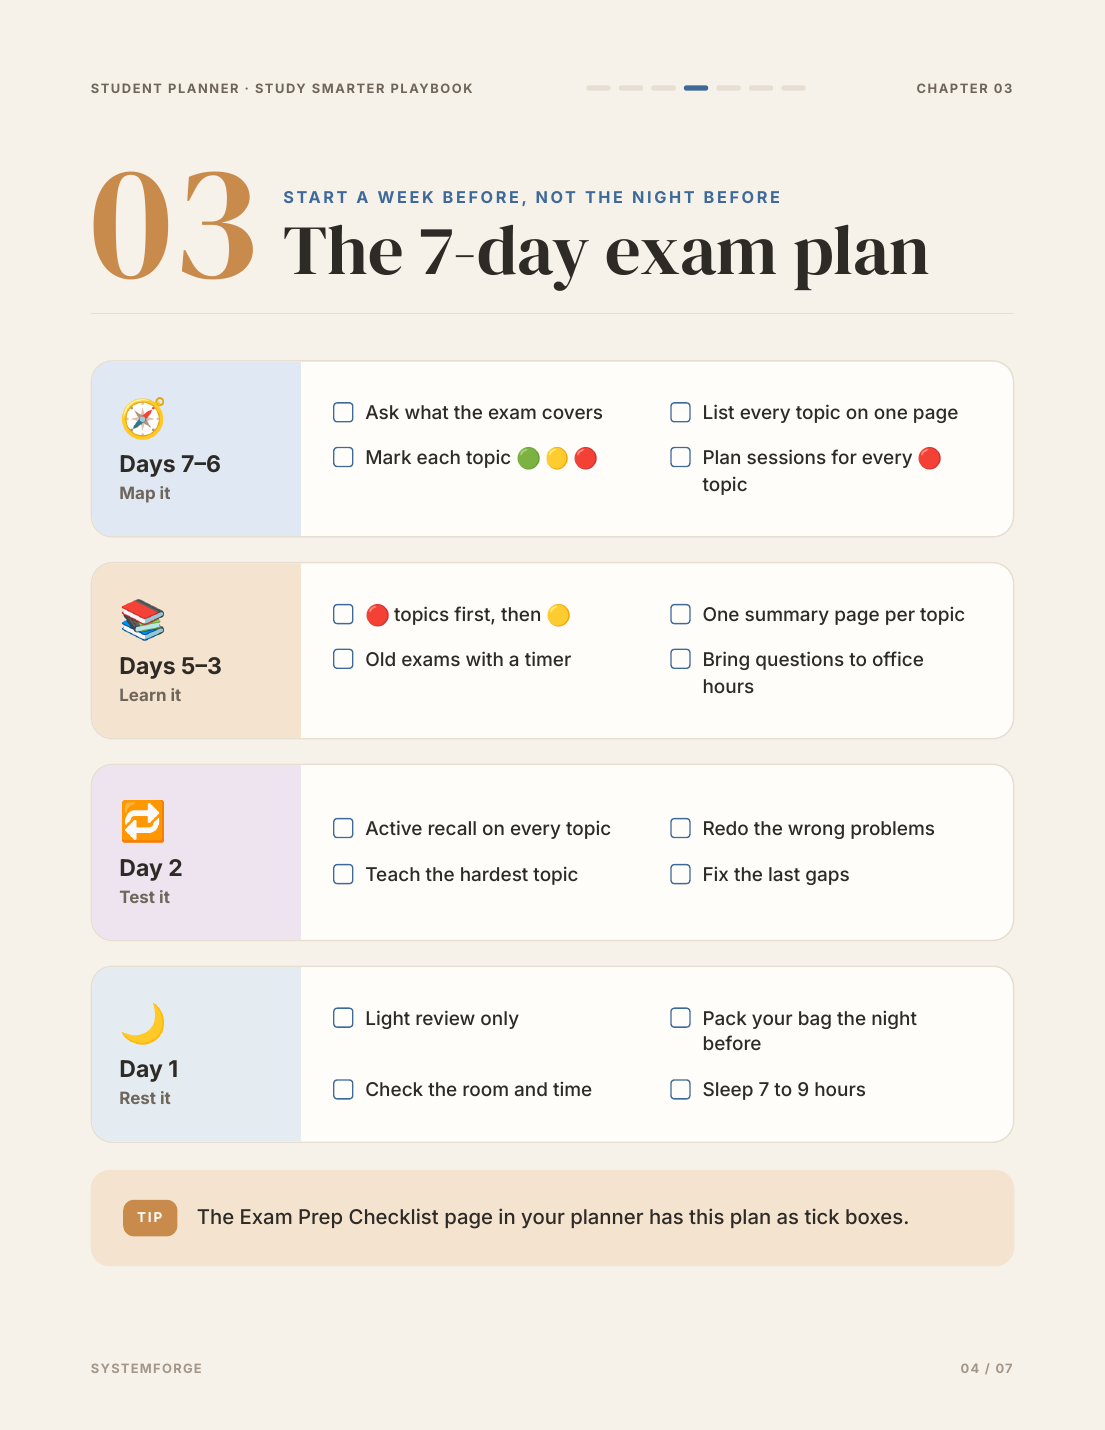 STUDENT PLANNER · STUDY SMARTER PLAYBOOK
CHAPTER 03
03
START A WEEK BEFORE, NOT THE NIGHT BEFORE
The 7-day exam plan
Days 7–6
Map it
Ask what the exam covers
List every topic on one page
Mark each topic 🟢 🟡 🔴
Plan sessions for every 🔴
topic
Days 5–3
Learn it
🔴 topics first, then 🟡
One summary page per topic
Old exams with a timer
Bring questions to office
hours
Day 2
Test it
Active recall on every topic
Redo the wrong problems
Teach the hardest topic
Fix the last gaps
Day 1
Rest it
Light review only
Pack your bag the night
before
Check the room and time
Sleep 7 to 9 hours
TIP
The Exam Prep Checklist page in your planner has this plan as tick boxes.
SYSTEMFORGE
04 / 07